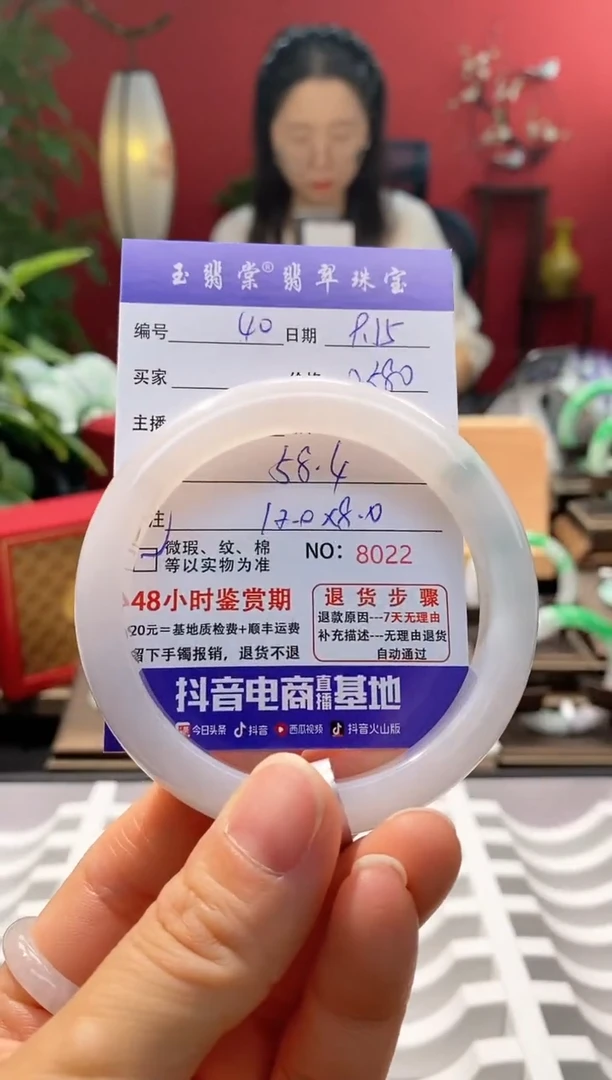 玉翡棠® 翡翠珠宝
编号 40 日期 9.15
买家
主播
58.4
注 17.0x8.0
微瑕、纹、棉
等以实物为准
NO: 8022
48小时鉴赏期
20元=基地质检费+顺丰运费
留下手镯报销，退货不退
退货步骤
退款原因---7天无理由
补充描述---无理由退货
自动通过
抖音电商直播基地
今日头条 抖音 西瓜视频 抖音火山版